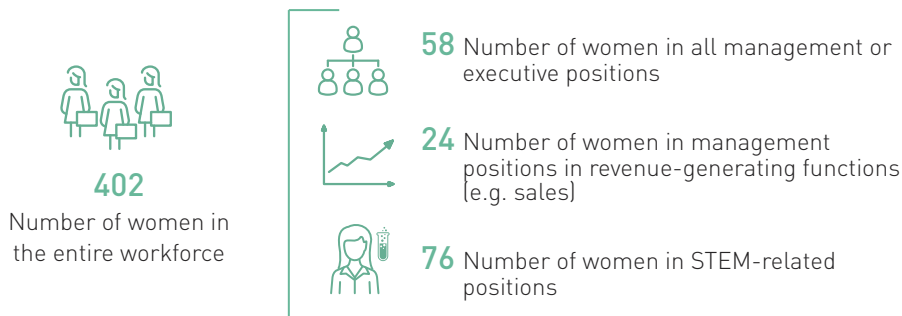 402
Number of women in
the entire workforce
58 Number of women in all management or
executive positions
24 Number of women in management
positions in revenue-generating functions
(e.g. sales)
76 Number of women in STEM-related
positions